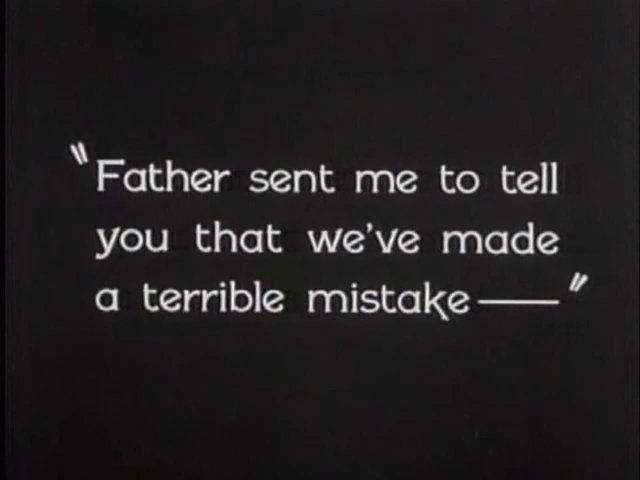 "Father sent me to tell
you that we've made
a terrible mistake——"